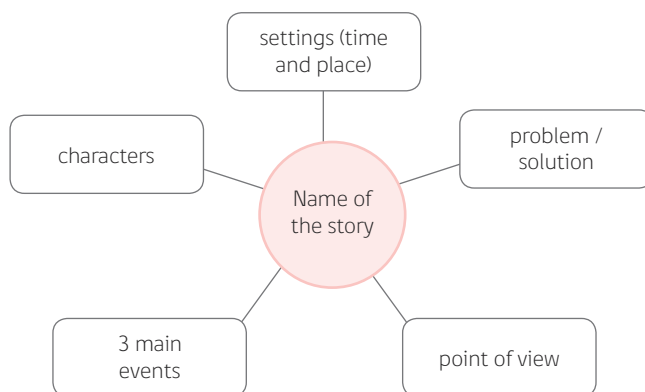 settings (time
and place)
characters
problem /
solution
Name of
the story
3 main
events
point of view